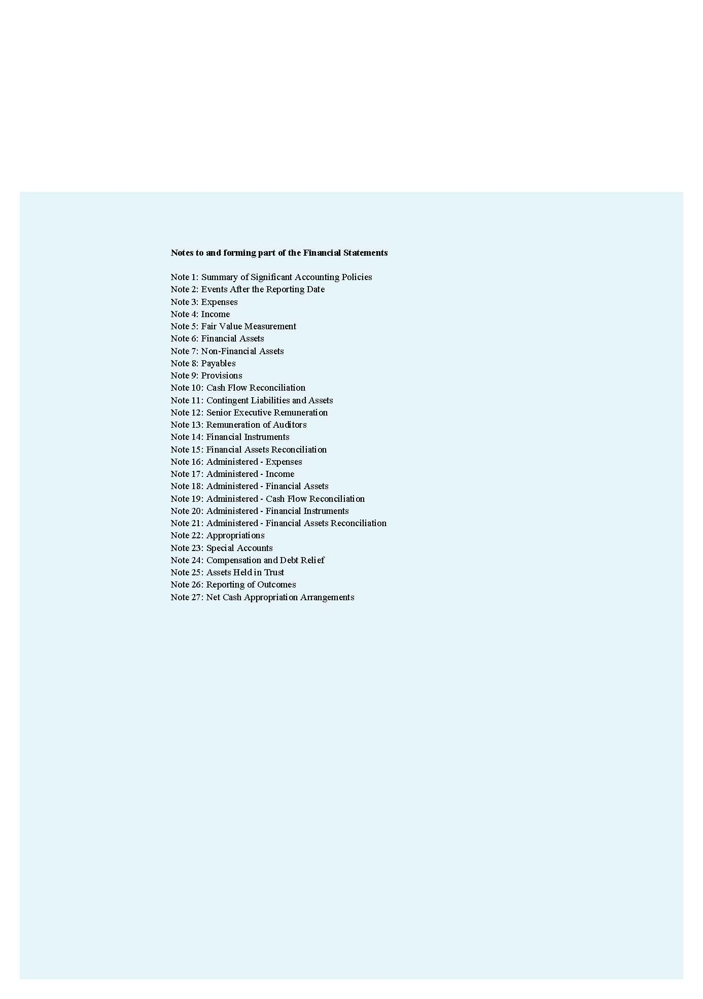 Notes to and forming part of the Financial Statements
Note 1: Summary of Significant Accounting Policies
Note 2: Events After the Reporting Date
Note 3: Expenses
Note 4: Income
Note 5: Fair Value Measurement
Note 6: Financial Assets
Note 7: Non-Financial Assets
Note 8: Payables
Note 9: Provisions
Note 10: Cash Flow Reconciliation
Note 11: Contingent Liabilities and Assets
Note 12: Senior Executive Remuneration
Note 13: Remuneration of Auditors
Note 14: Financial Instruments
Note 15: Financial Assets Reconciliation
Note 16: Administered - Expenses
Note 17: Administered - Income
Note 18: Administered - Financial Assets
Note 19: Administered - Cash Flow Reconciliation
Note 20: Administered - Financial Instruments
Note 21: Administered - Financial Assets Reconciliation
Note 22: Appropriations
Note 23: Special Accounts
Note 24: Compensation and Debt Relief
Note 25: Assets Held in Trust
Note 26: Reporting of Outcomes
Note 27: Net Cash Appropriation Arrangements